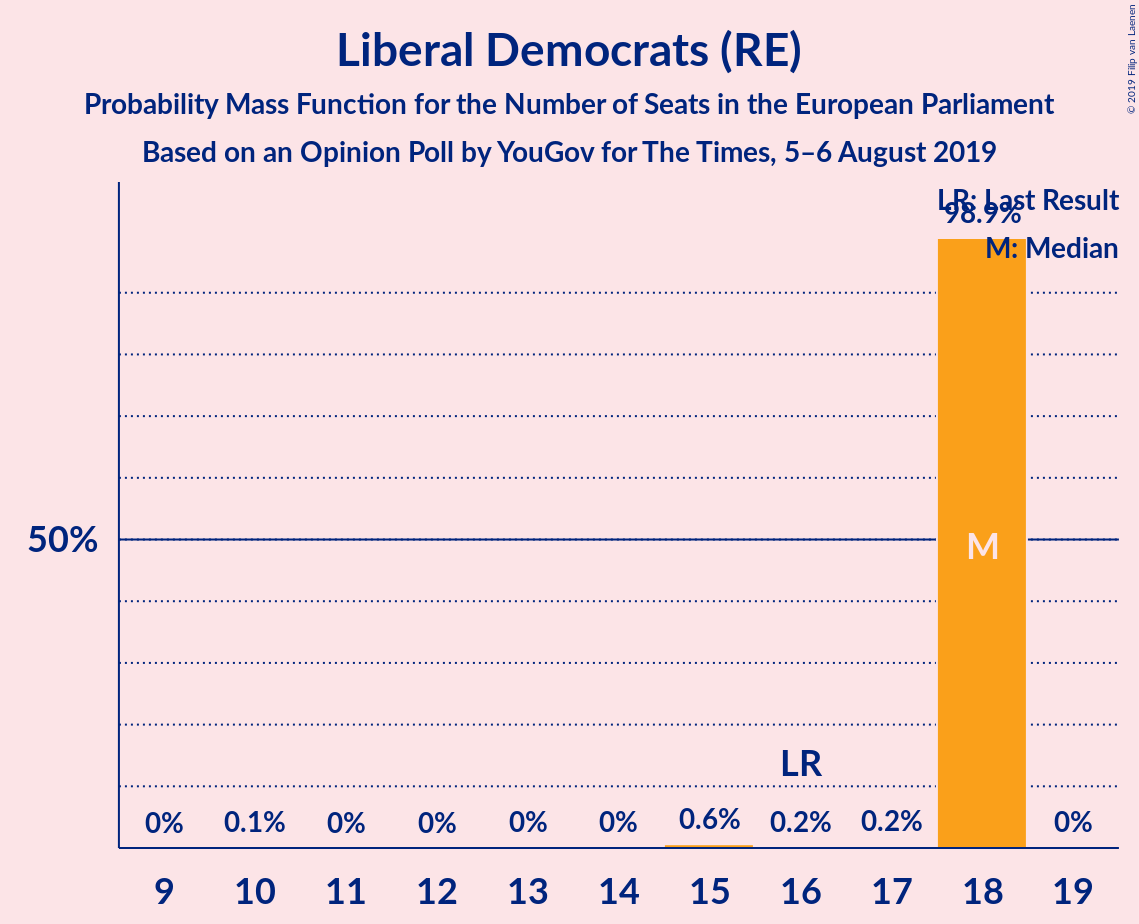 © 2019 Filip van Laenen
Liberal Democrats (RE)
Probability Mass Function for the Number of Seats in the European Parliament
Based on an Opinion Poll by YouGov for The Times, 5–6 August 2019
LR: Last Result
98.9%
M: Median
50%
M
LR
0% 0.1% 0% 0% 0% 0% 0.6% 0.2% 0.2% 0%
9 10 11 12 13 14 15 16 17 18 19